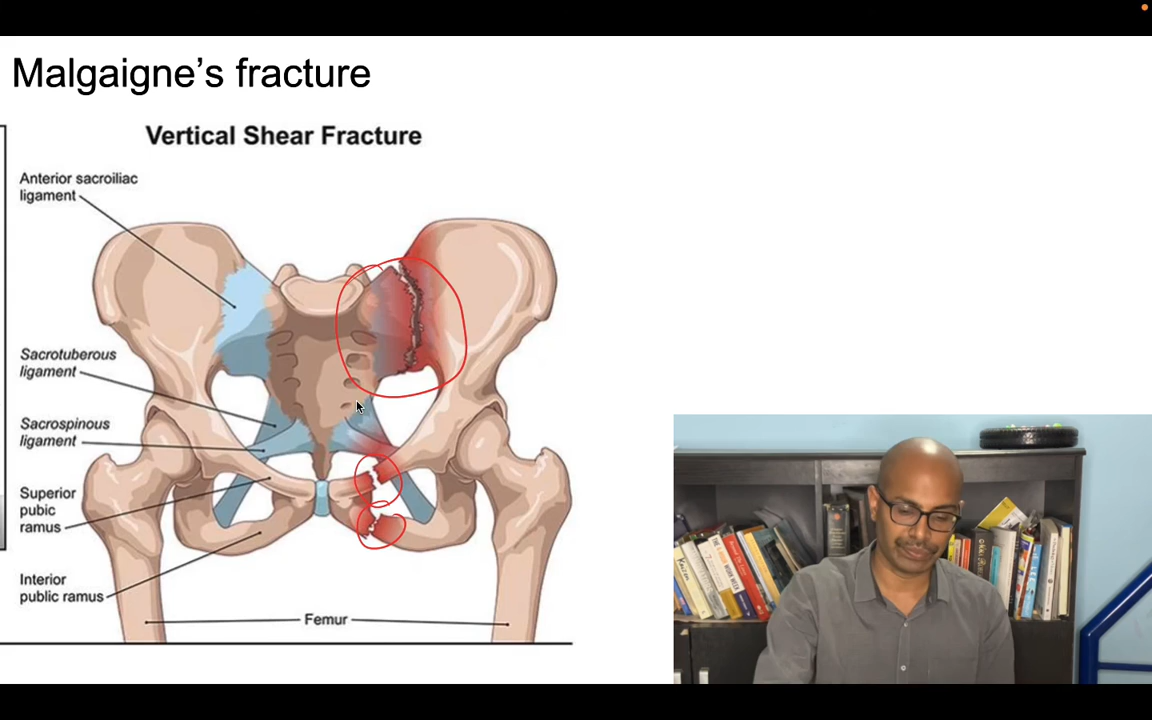 Malgaigne's fracture
Vertical Shear Fracture
Anterior sacroiliac
ligament
Sacrotuberous
ligament
Sacrospinous
ligament
Superior
pubic
ramus
Interior
public ramus
Femur